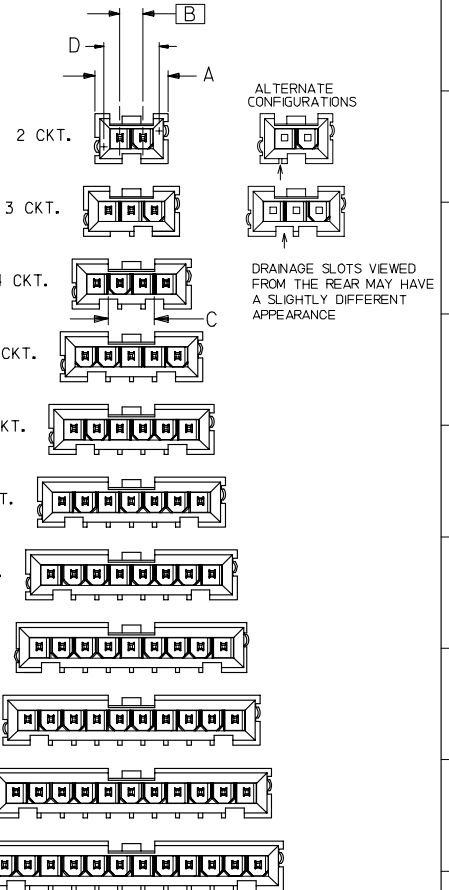 B
D
A
ALTERNATE
CONFIGURATIONS
2 CKT.
3 CKT.
CKT.
DRAINAGE SLOTS VIEWED
FROM THE REAR MAY HAVE
A SLIGHTLY DIFFERENT
APPEARANCE
C
CKT.